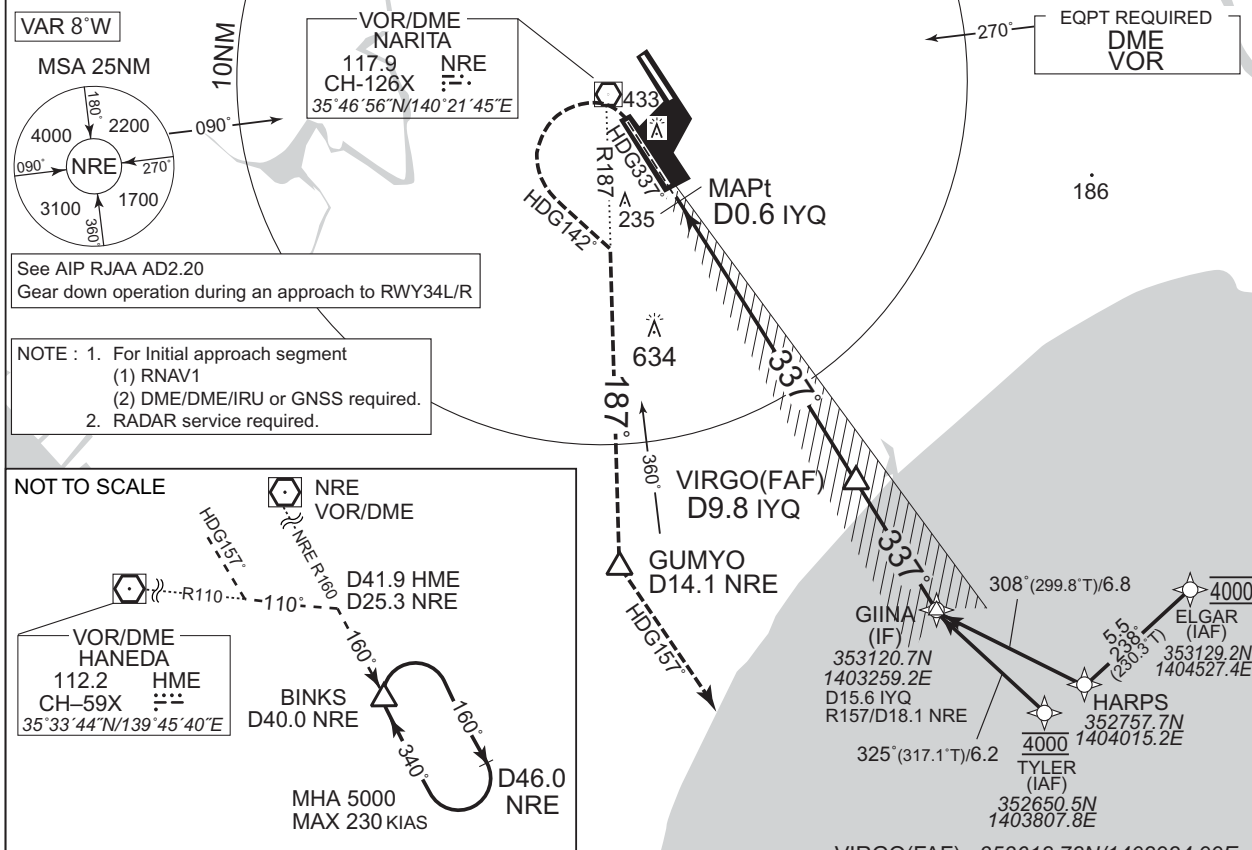 VAR 8°W
MSA 25NM
180°
4000
2200
090°
NRE
270°
3100
1700
360°
090°
10NM
VOR/DME
NARITA
117.9 NRE
CH-126X
35°46´56˝N/140°21´45˝E
270°
EQPT REQUIRED
DME
VOR
433
HDG337°
R187
235
HDG142°
MAPt
D0.6 IYQ
186
See AIP RJAA AD2.20
Gear down operation during an approach to RWY34L/R
634
337°
NOTE : 1. For Initial approach segment
(1) RNAV1
(2) DME/DME/IRU or GNSS required.
2. RADAR service required.
187°
360°
VIRGO(FAF)
D9.8 IYQ
337°
GUMYO
D14.1 NRE
HDG157°
NOT TO SCALE
NRE
VOR/DME
HDG157°
NRE R160
R110
110°
D41.9 HME
D25.3 NRE
VOR/DME
HANEDA
112.2 HME
CH–59X
35°33´44˝N/139°45´40˝E
160°
BINKS
D40.0 NRE
160°
340°
D46.0
NRE
MHA 5000
MAX 230 KIAS
GIINA
(IF)
353120.7N
1403259.2E
D15.6 IYQ
R157/D18.1 NRE
308°(299.8°T)/6.8
325°(317.1°T)/6.2
5.5
238°
(230.3°T)
4000
ELGAR
(IAF)
353129.2N
1404527.4E
HARPS
352757.7N
1404015.2E
4000
TYLER
(IAF)
352650.5N
1403807.8E